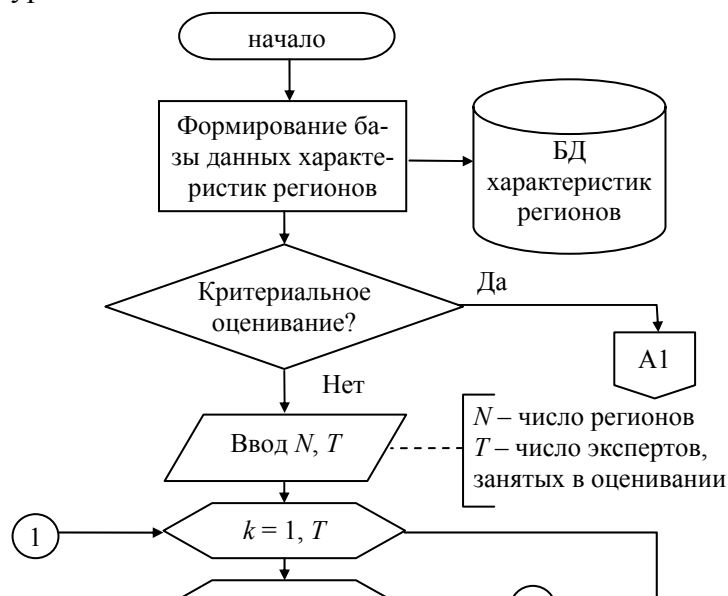 начало
Формирование ба-
зы данных характе-
ристик регионов
БД
характеристик
регионов
Критериальное
оценивание?
Да
А1
Нет
Ввод N, T
N – число регионов
T – число экспертов,
занятых в оценивании
1
k = 1, T